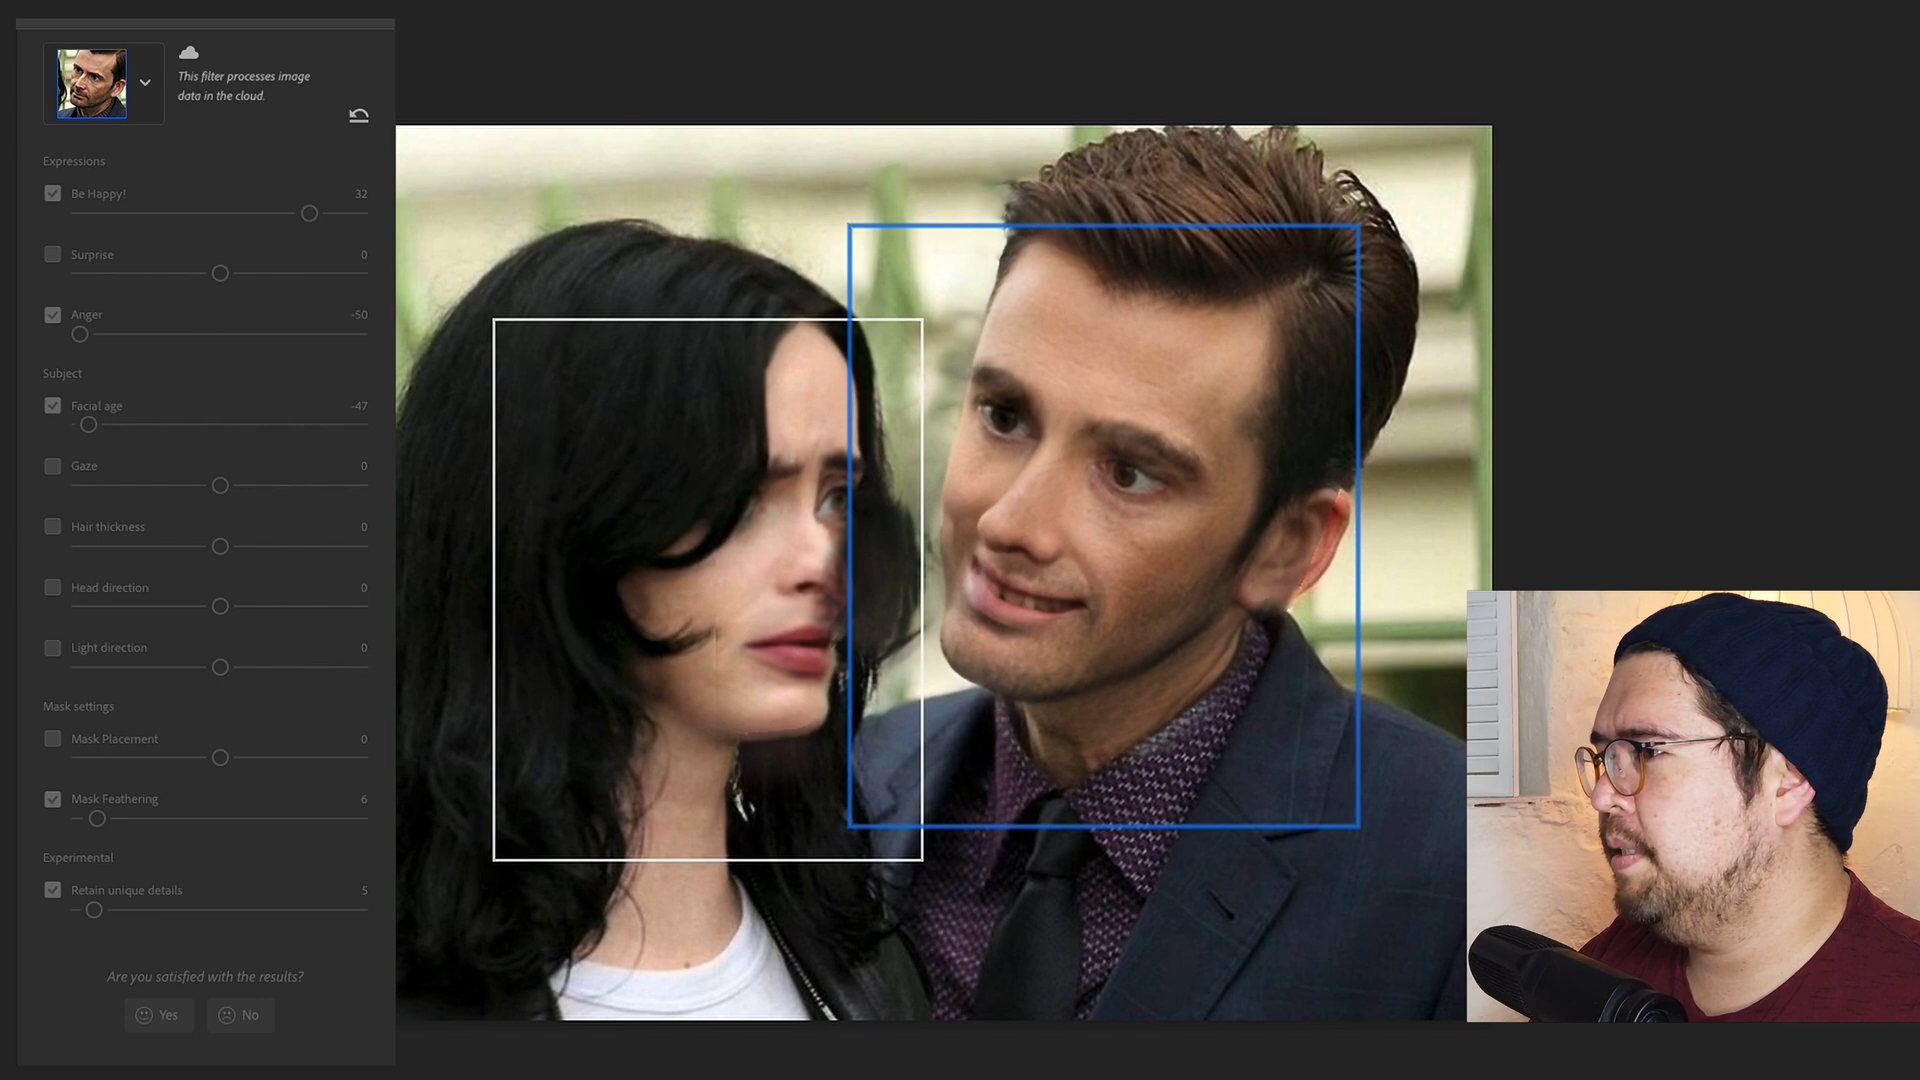 This filter processes image
data in the cloud.
Expressions
Be Happy! 32
Surprise 0
Anger -50
Subject
Facial age -47
Gaze 0
Hair thickness 0
Head direction 0
Light direction 0
Mask settings
Mask Placement 0
Mask Feathering 6
Experimental
Retain unique details 5
Are you satisfied with the results?
Yes No